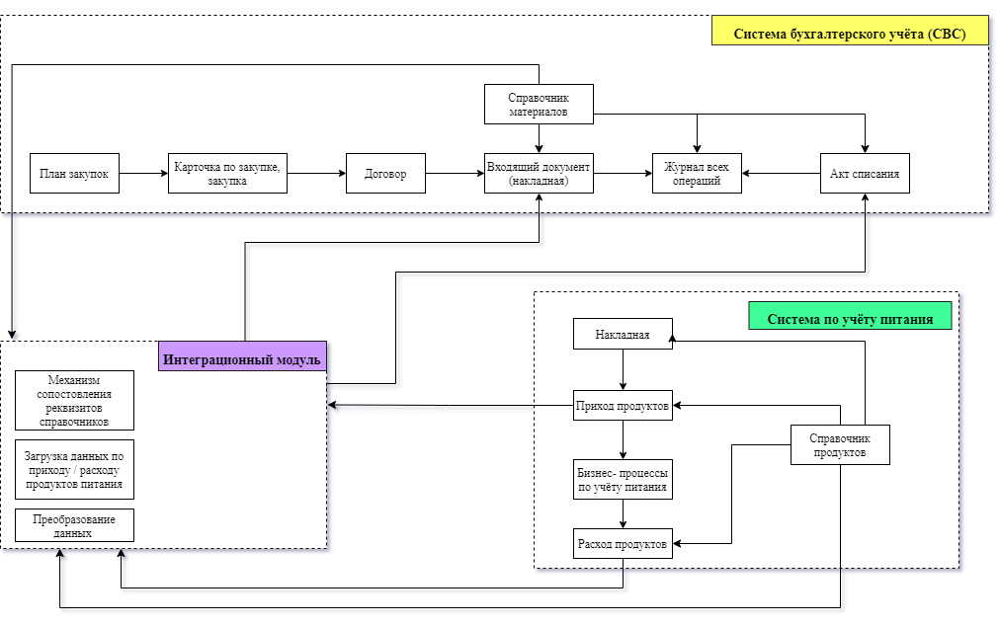 Система бухгалтерского учёта (СВС)
Справочник
материалов
План закупок
Карточка по закупке,
закупка
Договор
Входящий документ
(накладная)
Журнал всех
операций
Акт списания
Система по учёту питания
Накладная
Интеграционный модуль
Механизм
сопостовления
реквизитов
справочников
Приход продуктов
Справочник
продуктов
Загрузка данных по
приходу / расходу
продуктов питания
Бизнес- процессы
по учёту питания
Преобразование
данных
Расход продуктов